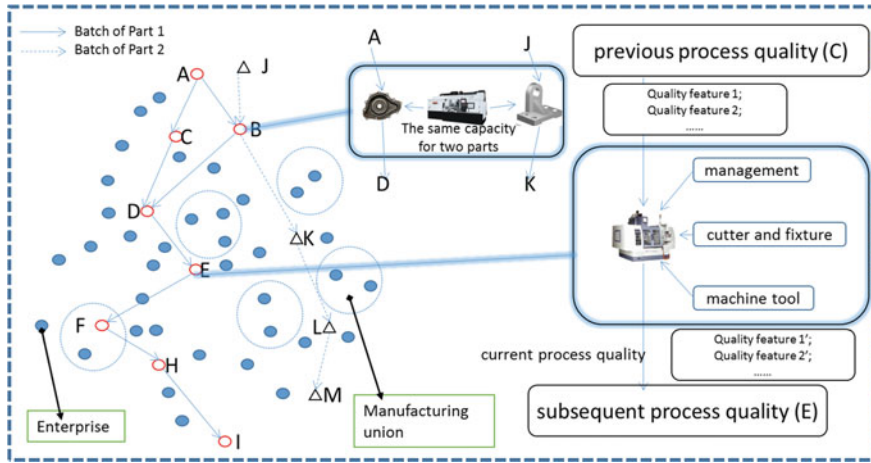 Batch of Part 1
Batch of Part 2
A
J
B
C
D
E
K
F
L
H
M
I
Enterprise
Manufacturing
union
A
J
The same capacity
for two parts
D
K
previous process quality (C)
Quality feature 1;
Quality feature 2;
......
management
cutter and fixture
machine tool
current process quality
Quality feature 1';
Quality feature 2';
......
subsequent process quality (E)